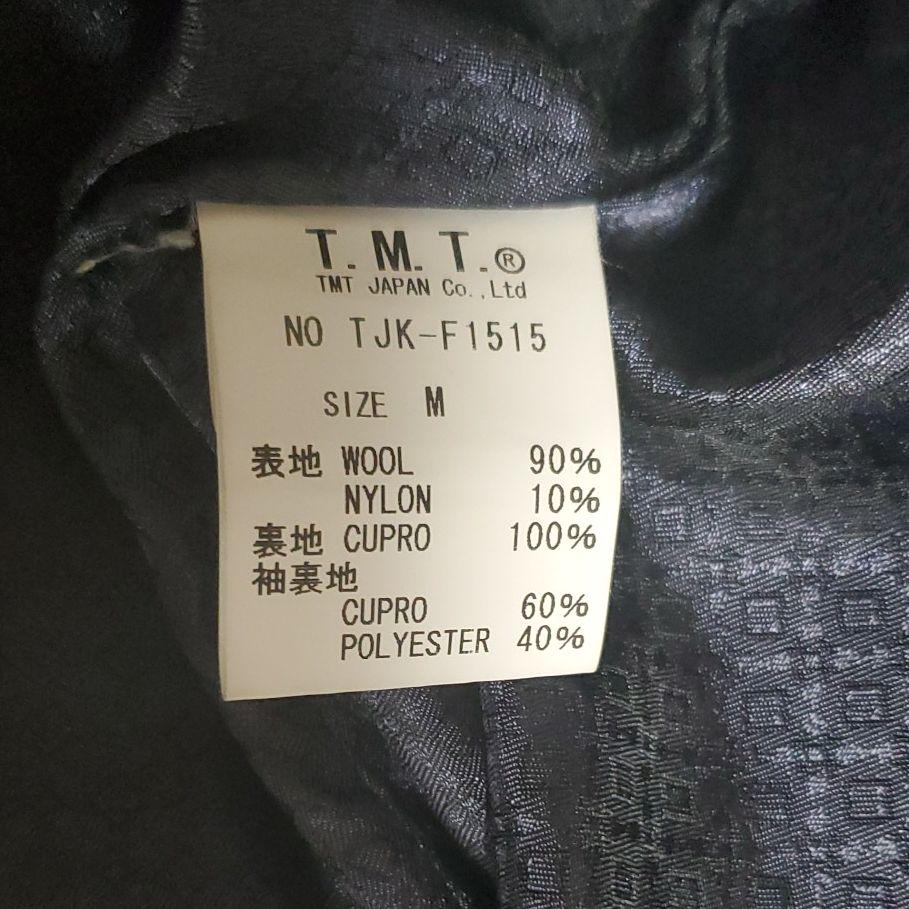 T.M.T.®
TMT JAPAN Co.,Ltd
NO TJK-F1515
SIZE M
表地 WOOL 90%
NYLON 10%
裏地 CUPRO 100%
袖裏地
CUPRO 60%
POLYESTER 40%